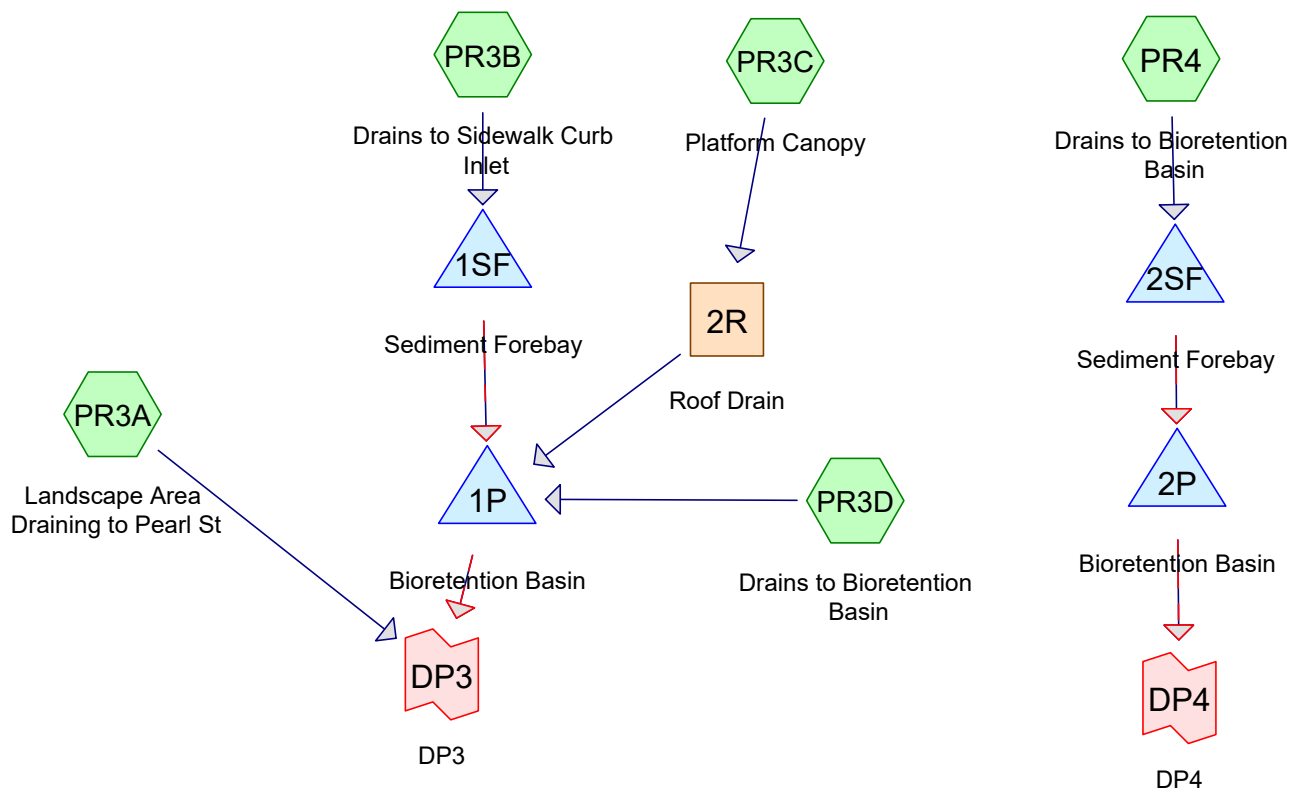 PR3B
Drains to Sidewalk Curb
Inlet
PR3C
Platform Canopy
PR4
Drains to Bioretention
Basin
1SF
Sediment Forebay
2R
Roof Drain
2SF
Sediment Forebay
PR3A
Landscape Area
Draining to Pearl St
1P
Bioretention Basin
PR3D
Drains to Bioretention
Basin
2P
Bioretention Basin
DP3
DP3
DP4
DP4